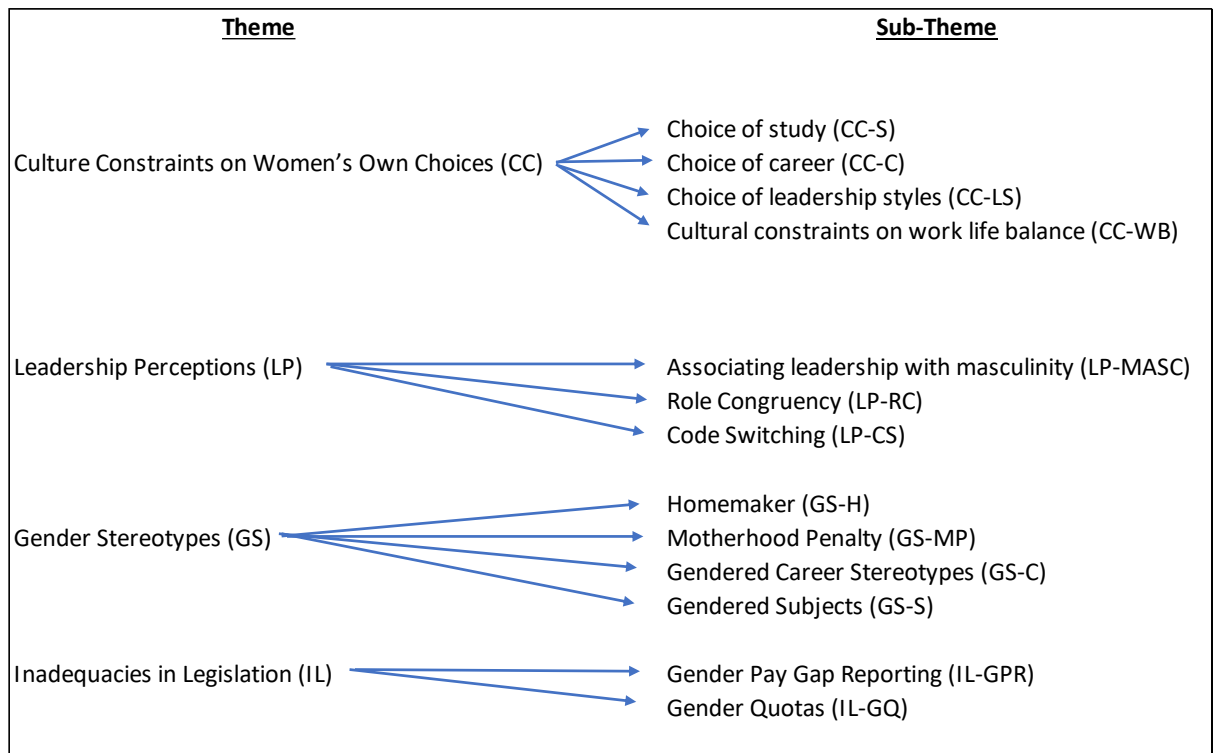 Theme
Sub-Theme
Culture Constraints on Women's Own Choices (CC)
Choice of study (CC-S)
Choice of career (CC-C)
Choice of leadership styles (CC-LS)
Cultural constraints on work life balance (CC-WB)
Leadership Perceptions (LP)
Associating leadership with masculinity (LP-MASC)
Role Congruency (LP-RC)
Code Switching (LP-CS)
Gender Stereotypes (GS)
Homemaker (GS-H)
Motherhood Penalty (GS-MP)
Gendered Career Stereotypes (GS-C)
Gendered Subjects (GS-S)
Inadequacies in Legislation (IL)
Gender Pay Gap Reporting (IL-GPR)
Gender Quotas (IL-GQ)